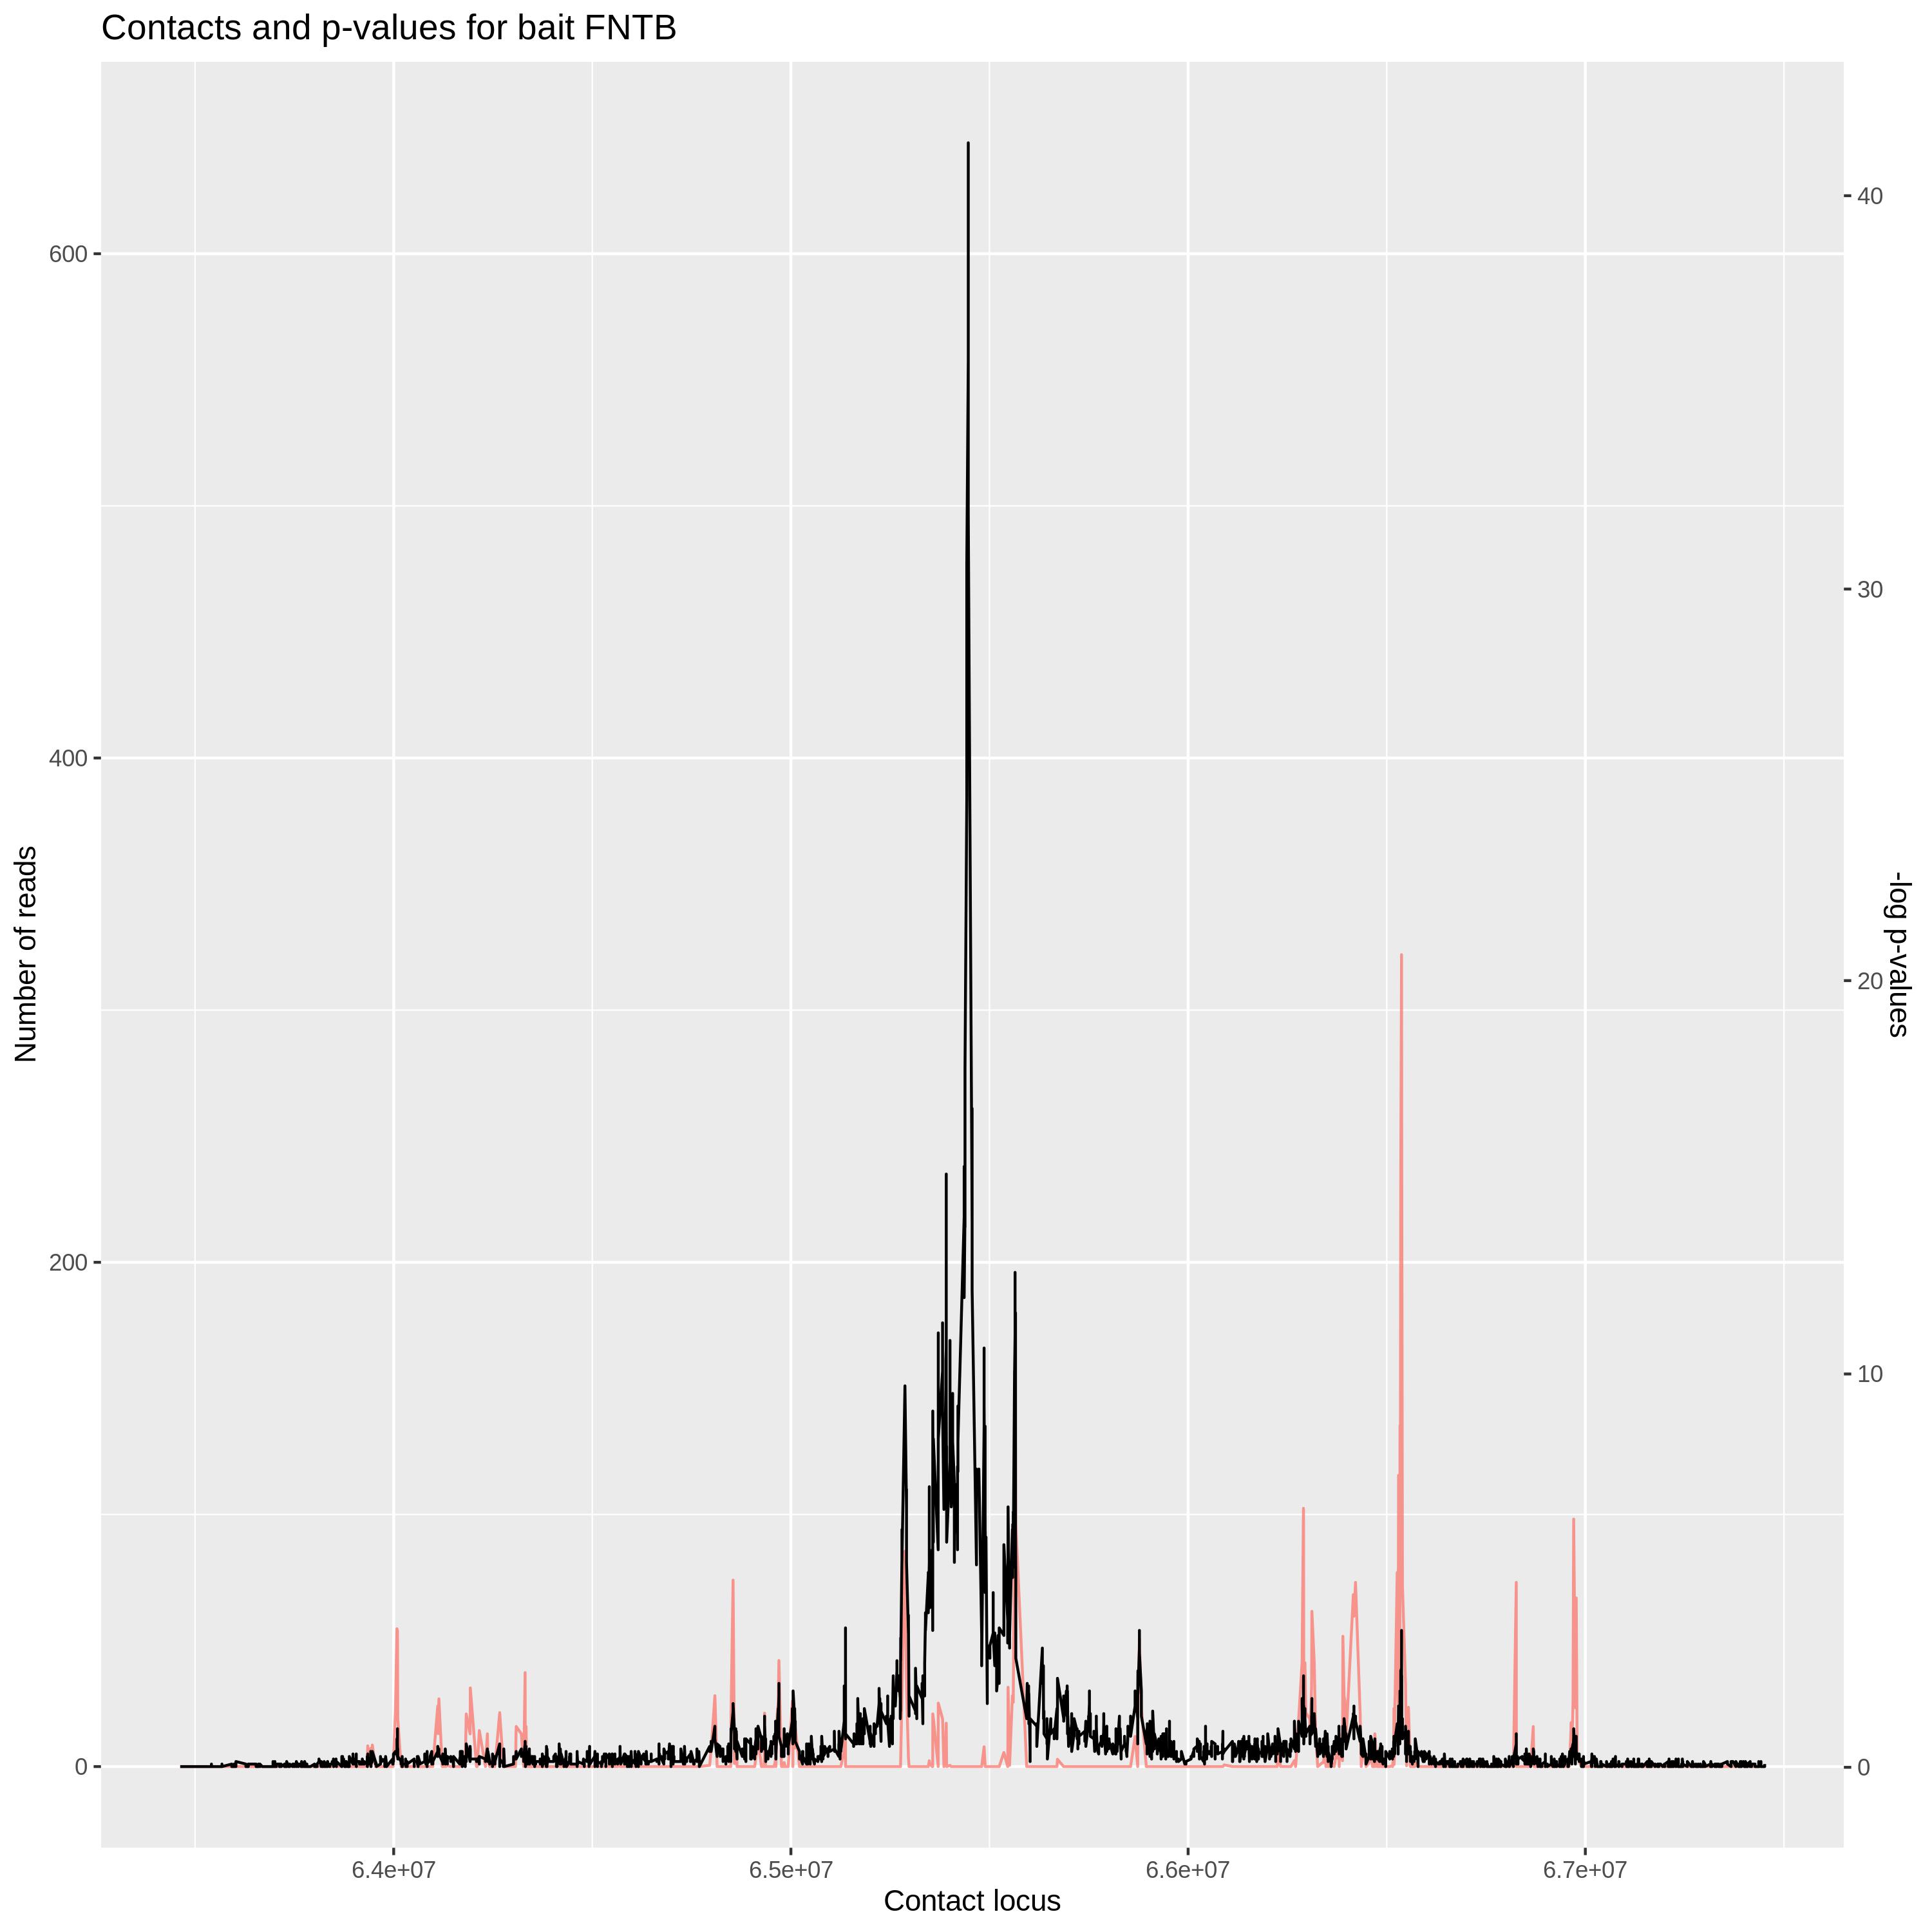 Contacts and p-values for bait FNTB
600
400
200
0
Number of reads
40
30
20
10
0
-log p-values
6.4e+07 6.5e+07 6.6e+07 6.7e+07
Contact locus